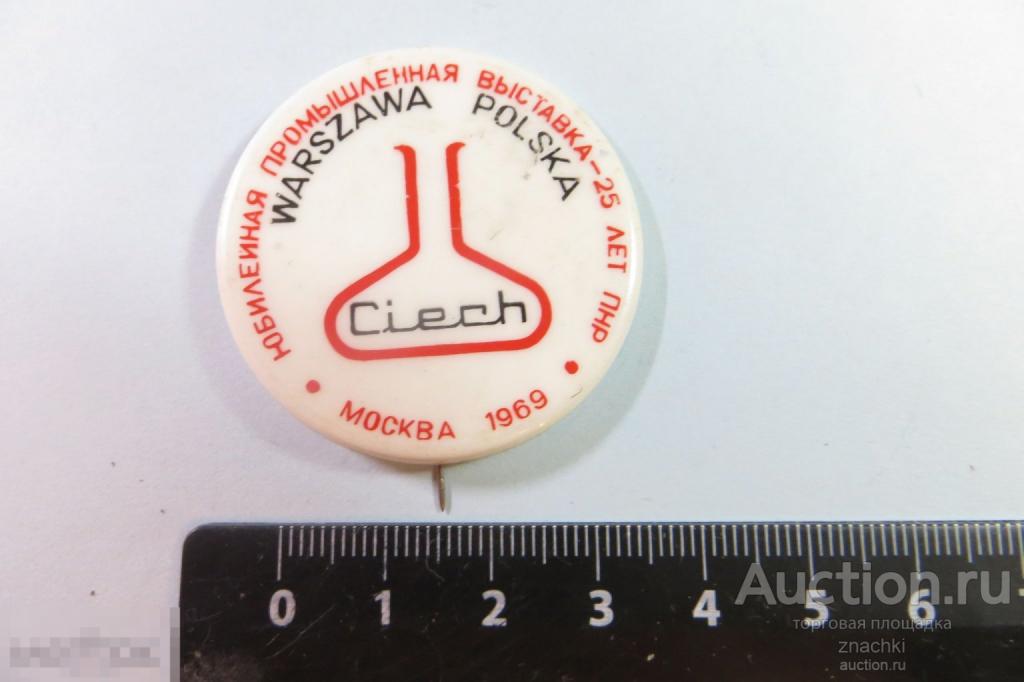 ЮБИЛЕЙНАЯ ПРОМЫШЛЕННАЯ ВЫСТАВКА-25 ЛЕТ ПНР
WARSZAWA POLSKA
Ciech
• МОСКВА 1969 •
0 1 2 3 4 5 6
Auction.ru
торговая площадка
znachki
auction.ru